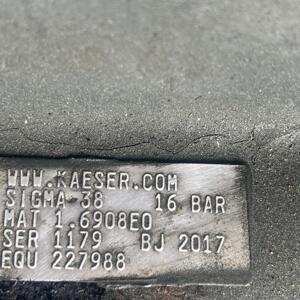 WWW.KAESER.COM
SIGMA 38 16 BAR
MAT 1.6908E0
SER 1179 BJ 2017
EQU 227988